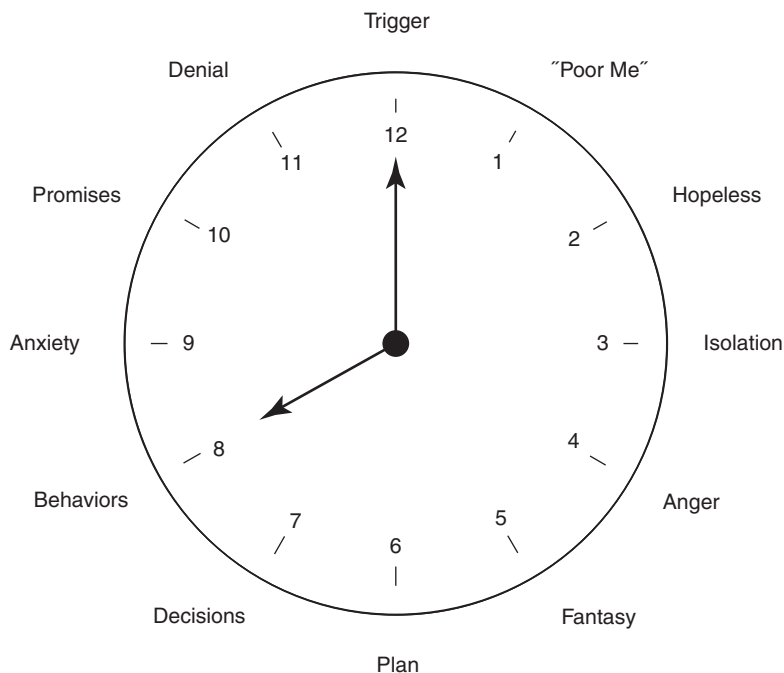 Trigger
Denial
˝Poor Me˝
12
11
1
Promises
Hopeless
10
2
Anxiety
9
3
Isolation
8
4
Behaviors
Anger
7
5
6
Decisions
Fantasy
Plan